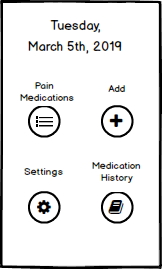 Tuesday,
March 5th, 2019
Pain
Medications
Add
Settings
Medication
History